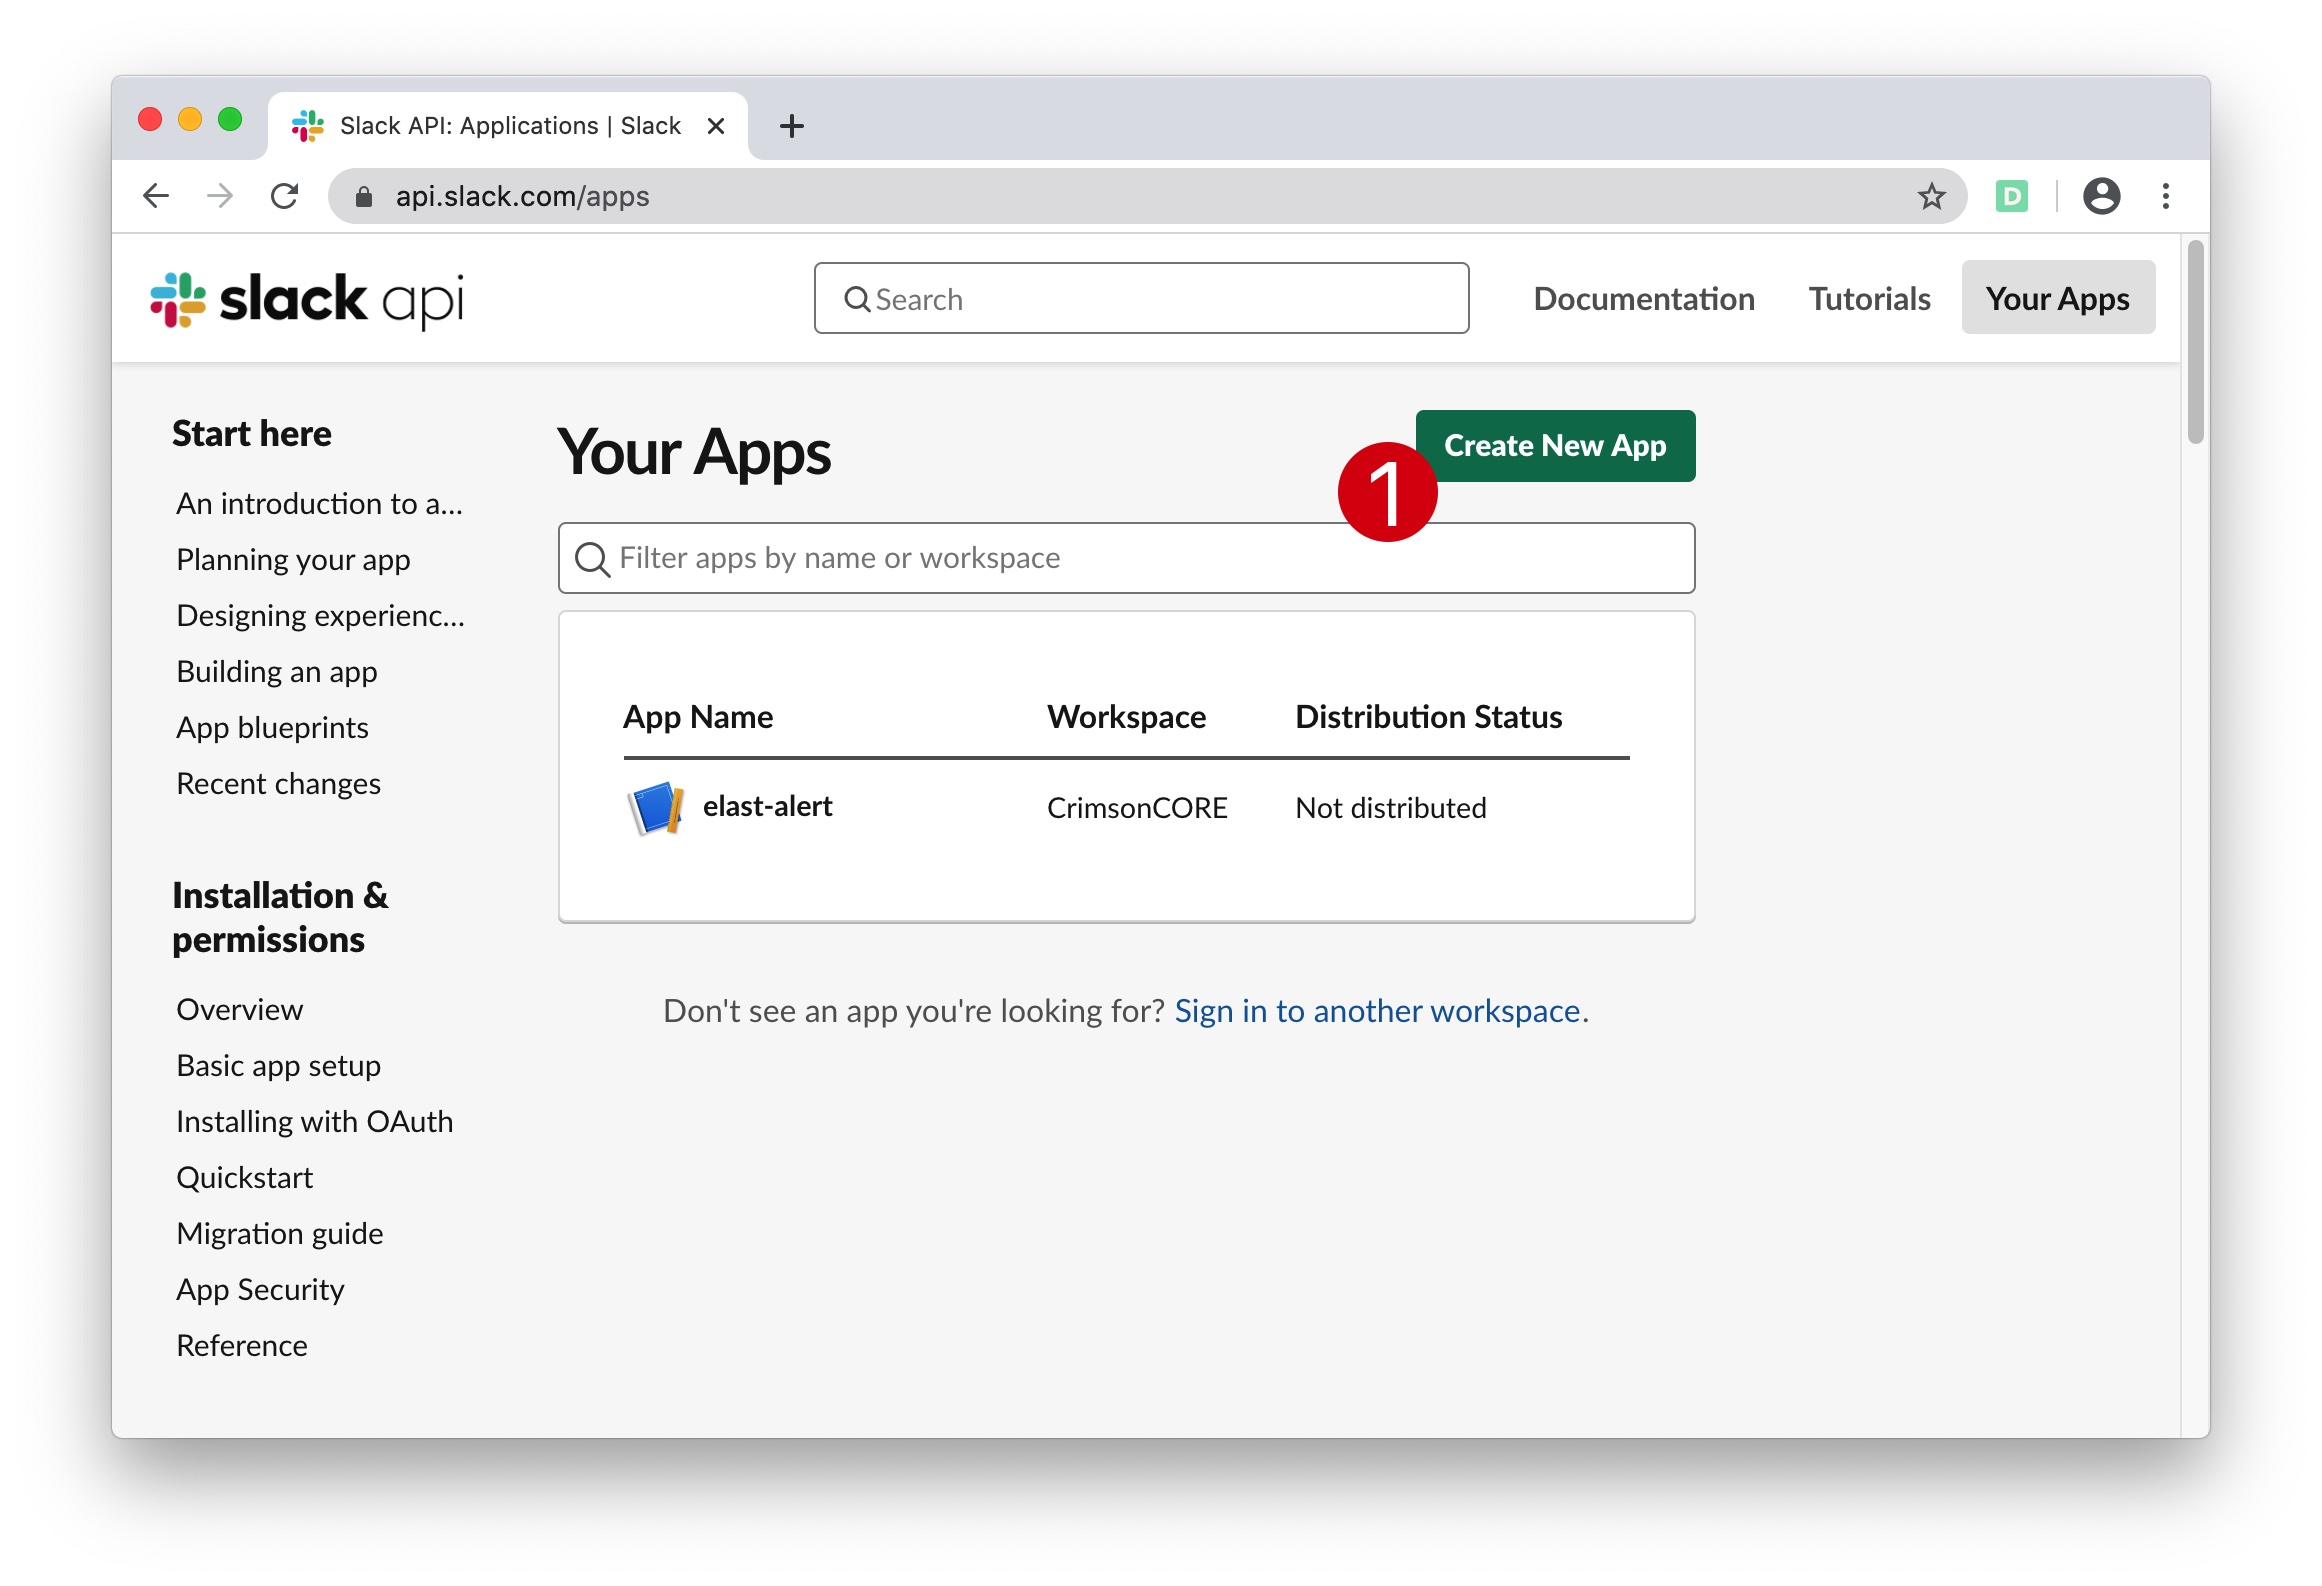 Slack API: Applications | Slack
api.slack.com/apps
D
slack api
Search
Documentation
Tutorials
Your Apps
Start here
An introduction to a...
Planning your app
Designing experienc...
Building an app
App blueprints
Recent changes
Installation &
permissions
Overview
Basic app setup
Installing with OAuth
Quickstart
Migration guide
App Security
Reference
Your Apps
Create New App
1
Filter apps by name or workspace
App Name Workspace Distribution Status
elast-alert CrimsonCORE Not distributed
Don't see an app you're looking for? Sign in to another workspace.